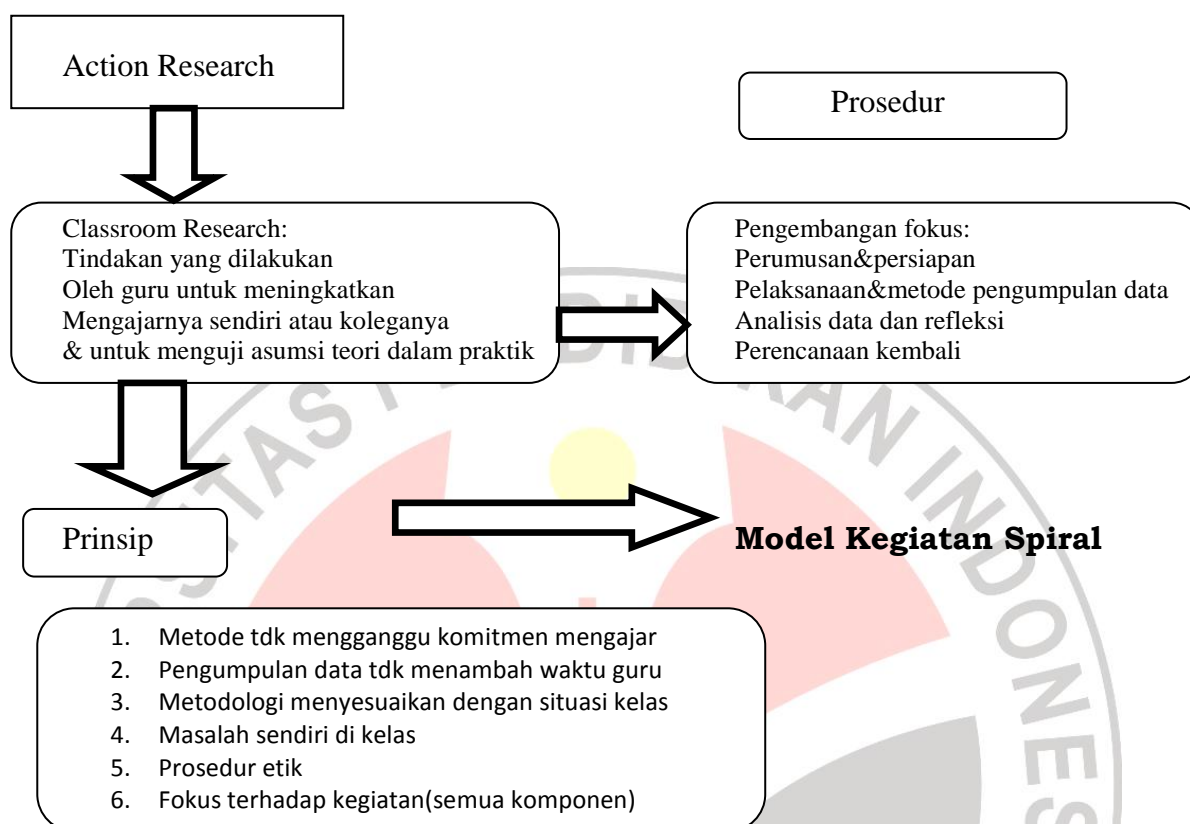 Action Research
Prosedur
Classroom Research:
Tindakan yang dilakukan
Oleh guru untuk meningkatkan
Mengajarnya sendiri atau koleganya
& untuk menguji asumsi teori dalam praktik
Pengembangan fokus:
Perumusan&persiapan
Pelaksanaan&metode pengumpulan data
Analisis data dan refleksi
Perencanaan kembali
Prinsip
Model Kegiatan Spiral
1. Metode tdk mengganggu komitmen mengajar
2. Pengumpulan data tdk menambah waktu guru
3. Metodologi menyesuaikan dengan situasi kelas
4. Masalah sendiri di kelas
5. Prosedur etik
6. Fokus terhadap kegiatan(semua komponen)